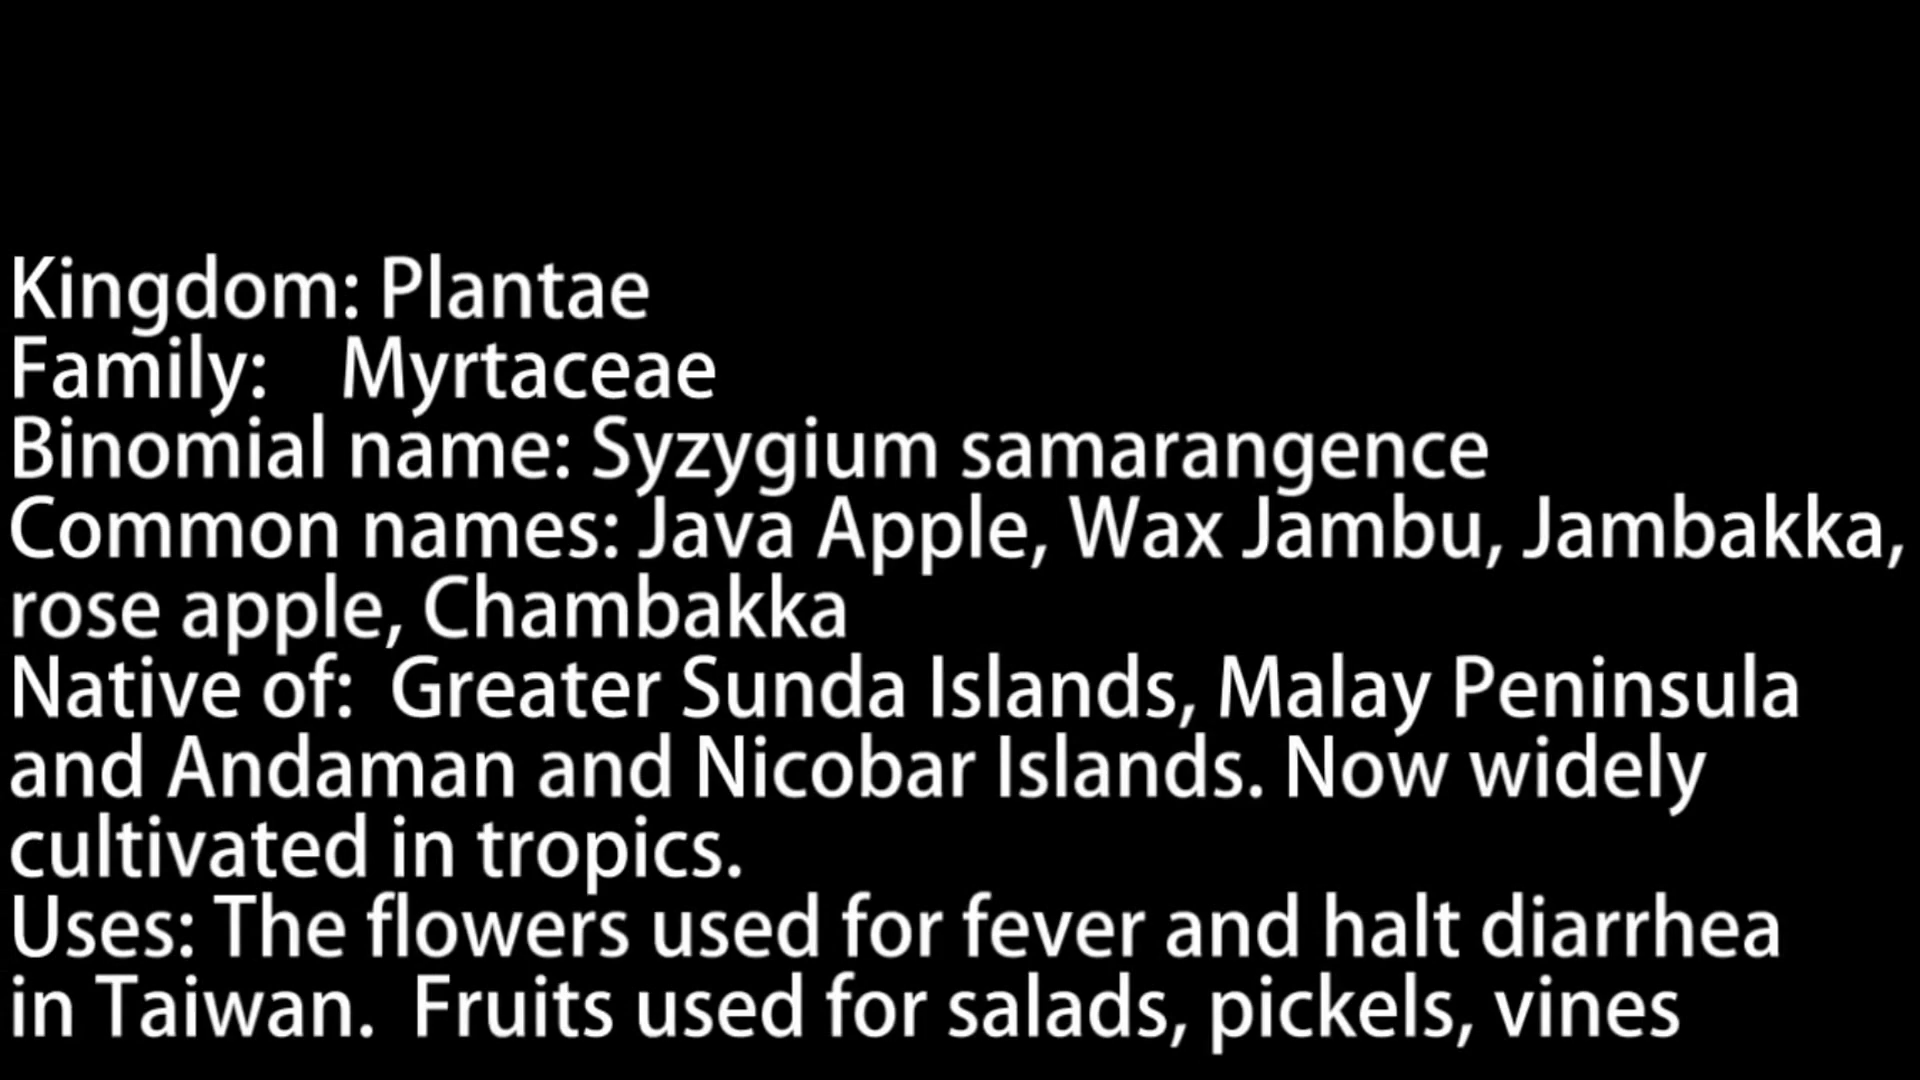 Kingdom: Plantae
Family: Myrtaceae
Binomial name: Syzygium samarangence
Common names: Java Apple, Wax Jambu, Jambakka,
rose apple, Chambakka
Native of: Greater Sunda Islands, Malay Peninsula
and Andaman and Nicobar Islands. Now widely
cultivated in tropics.
Uses: The flowers used for fever and halt diarrhea
in Taiwan. Fruits used for salads, pickels, vines